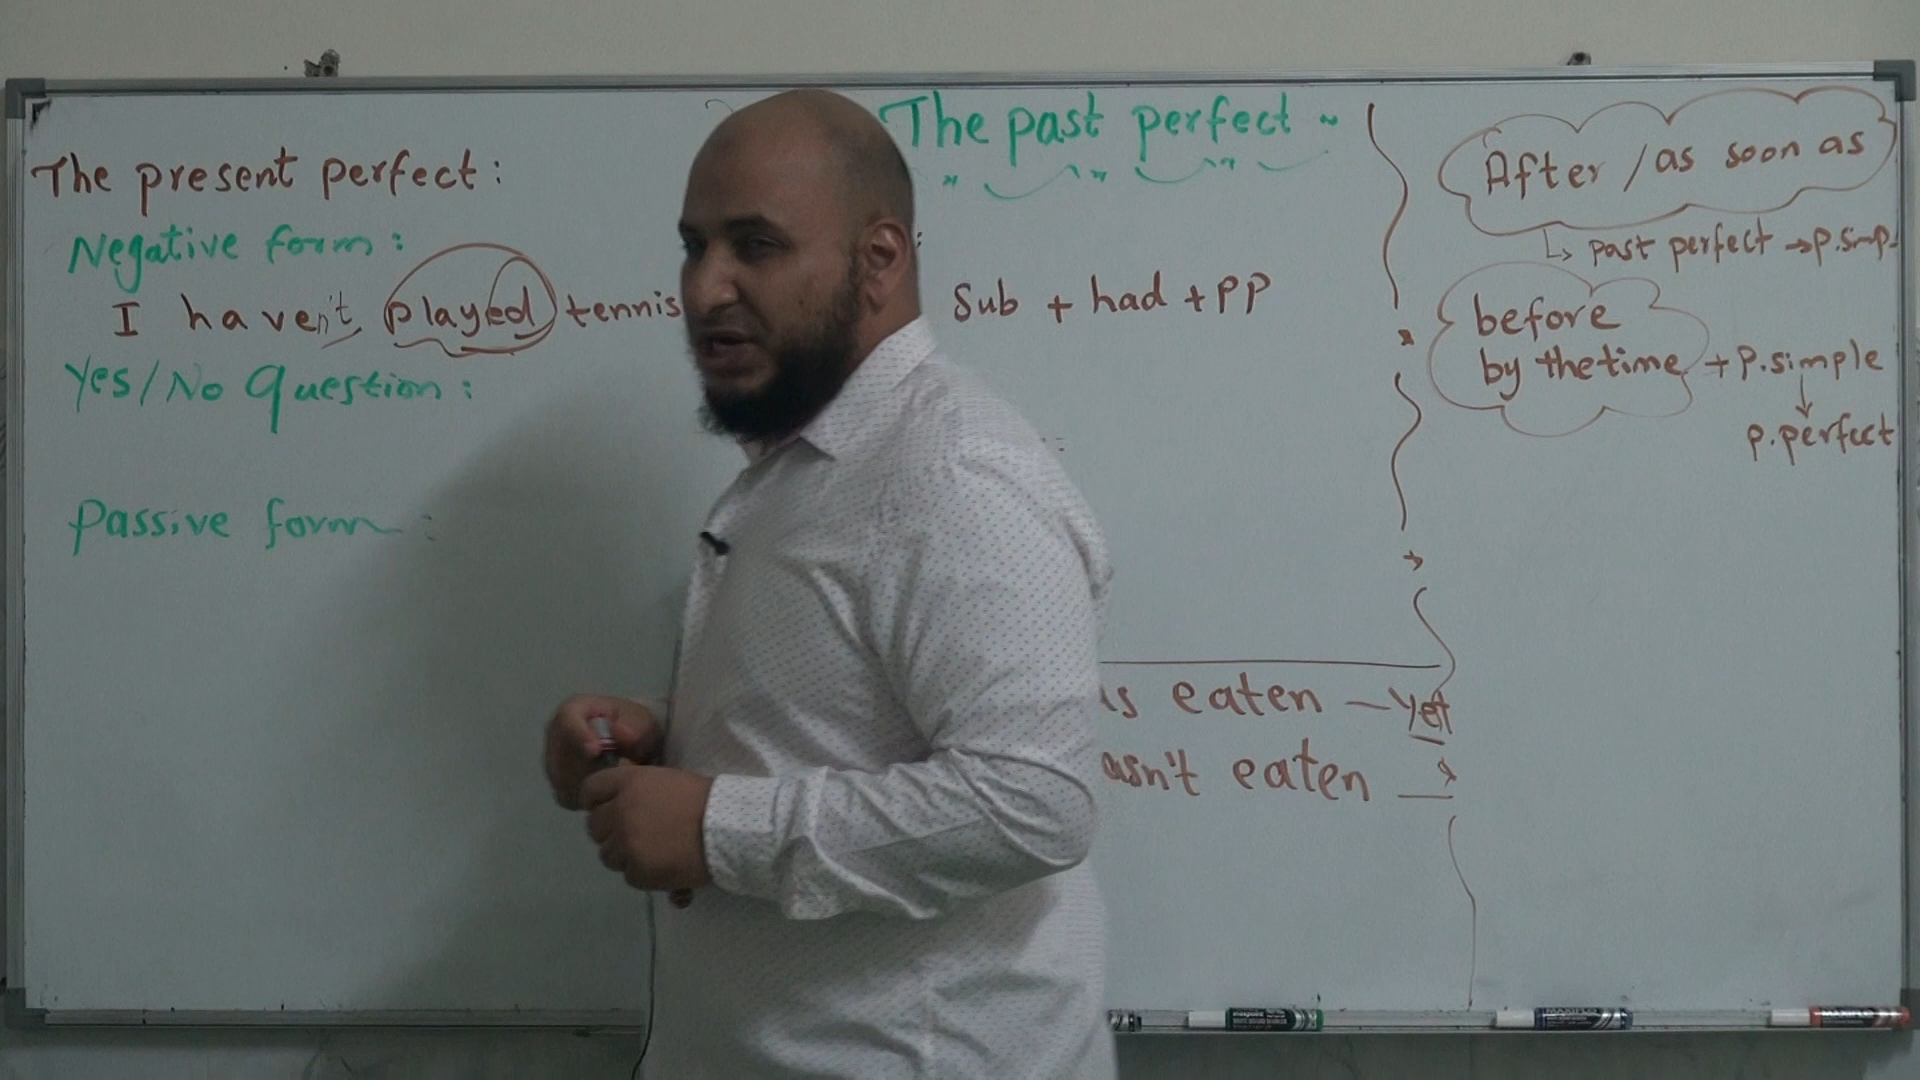 The present perfect :
Negative form :
I haven't played tennis
Yes/No Question :
Passive form :
The past perfect
Sub + had + PP
eaten — yet
eaten
After / as soon as
past perfect → p.simp.
before
by the time + p.simple
↓
p.perfect